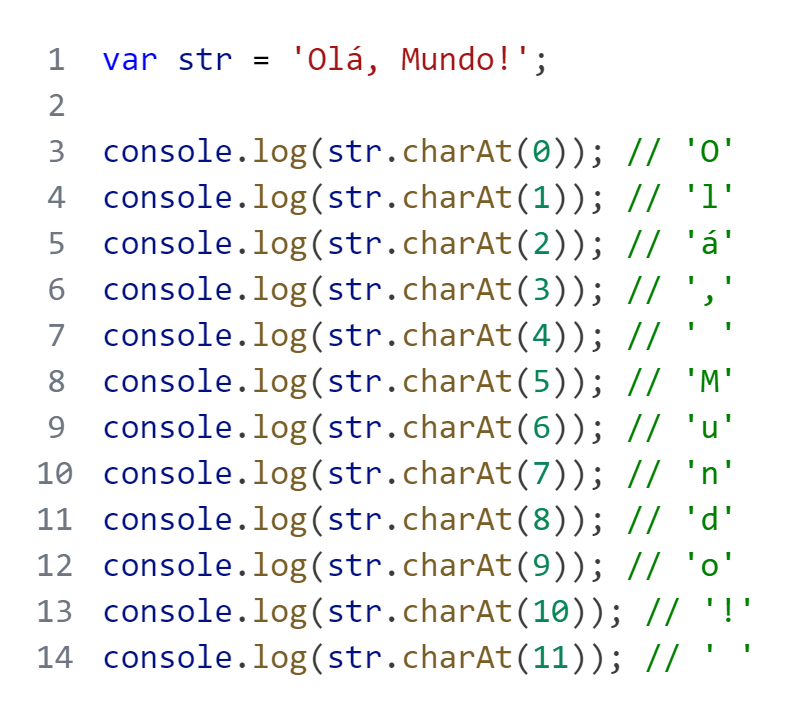 1 var str = 'Olá, Mundo!';
2
3 console.log(str.charAt(0)); // 'O'
4 console.log(str.charAt(1)); // 'l'
5 console.log(str.charAt(2)); // 'á'
6 console.log(str.charAt(3)); // ','
7 console.log(str.charAt(4)); // ' '
8 console.log(str.charAt(5)); // 'M'
9 console.log(str.charAt(6)); // 'u'
10 console.log(str.charAt(7)); // 'n'
11 console.log(str.charAt(8)); // 'd'
12 console.log(str.charAt(9)); // 'o'
13 console.log(str.charAt(10)); // '!'
14 console.log(str.charAt(11)); // ' '